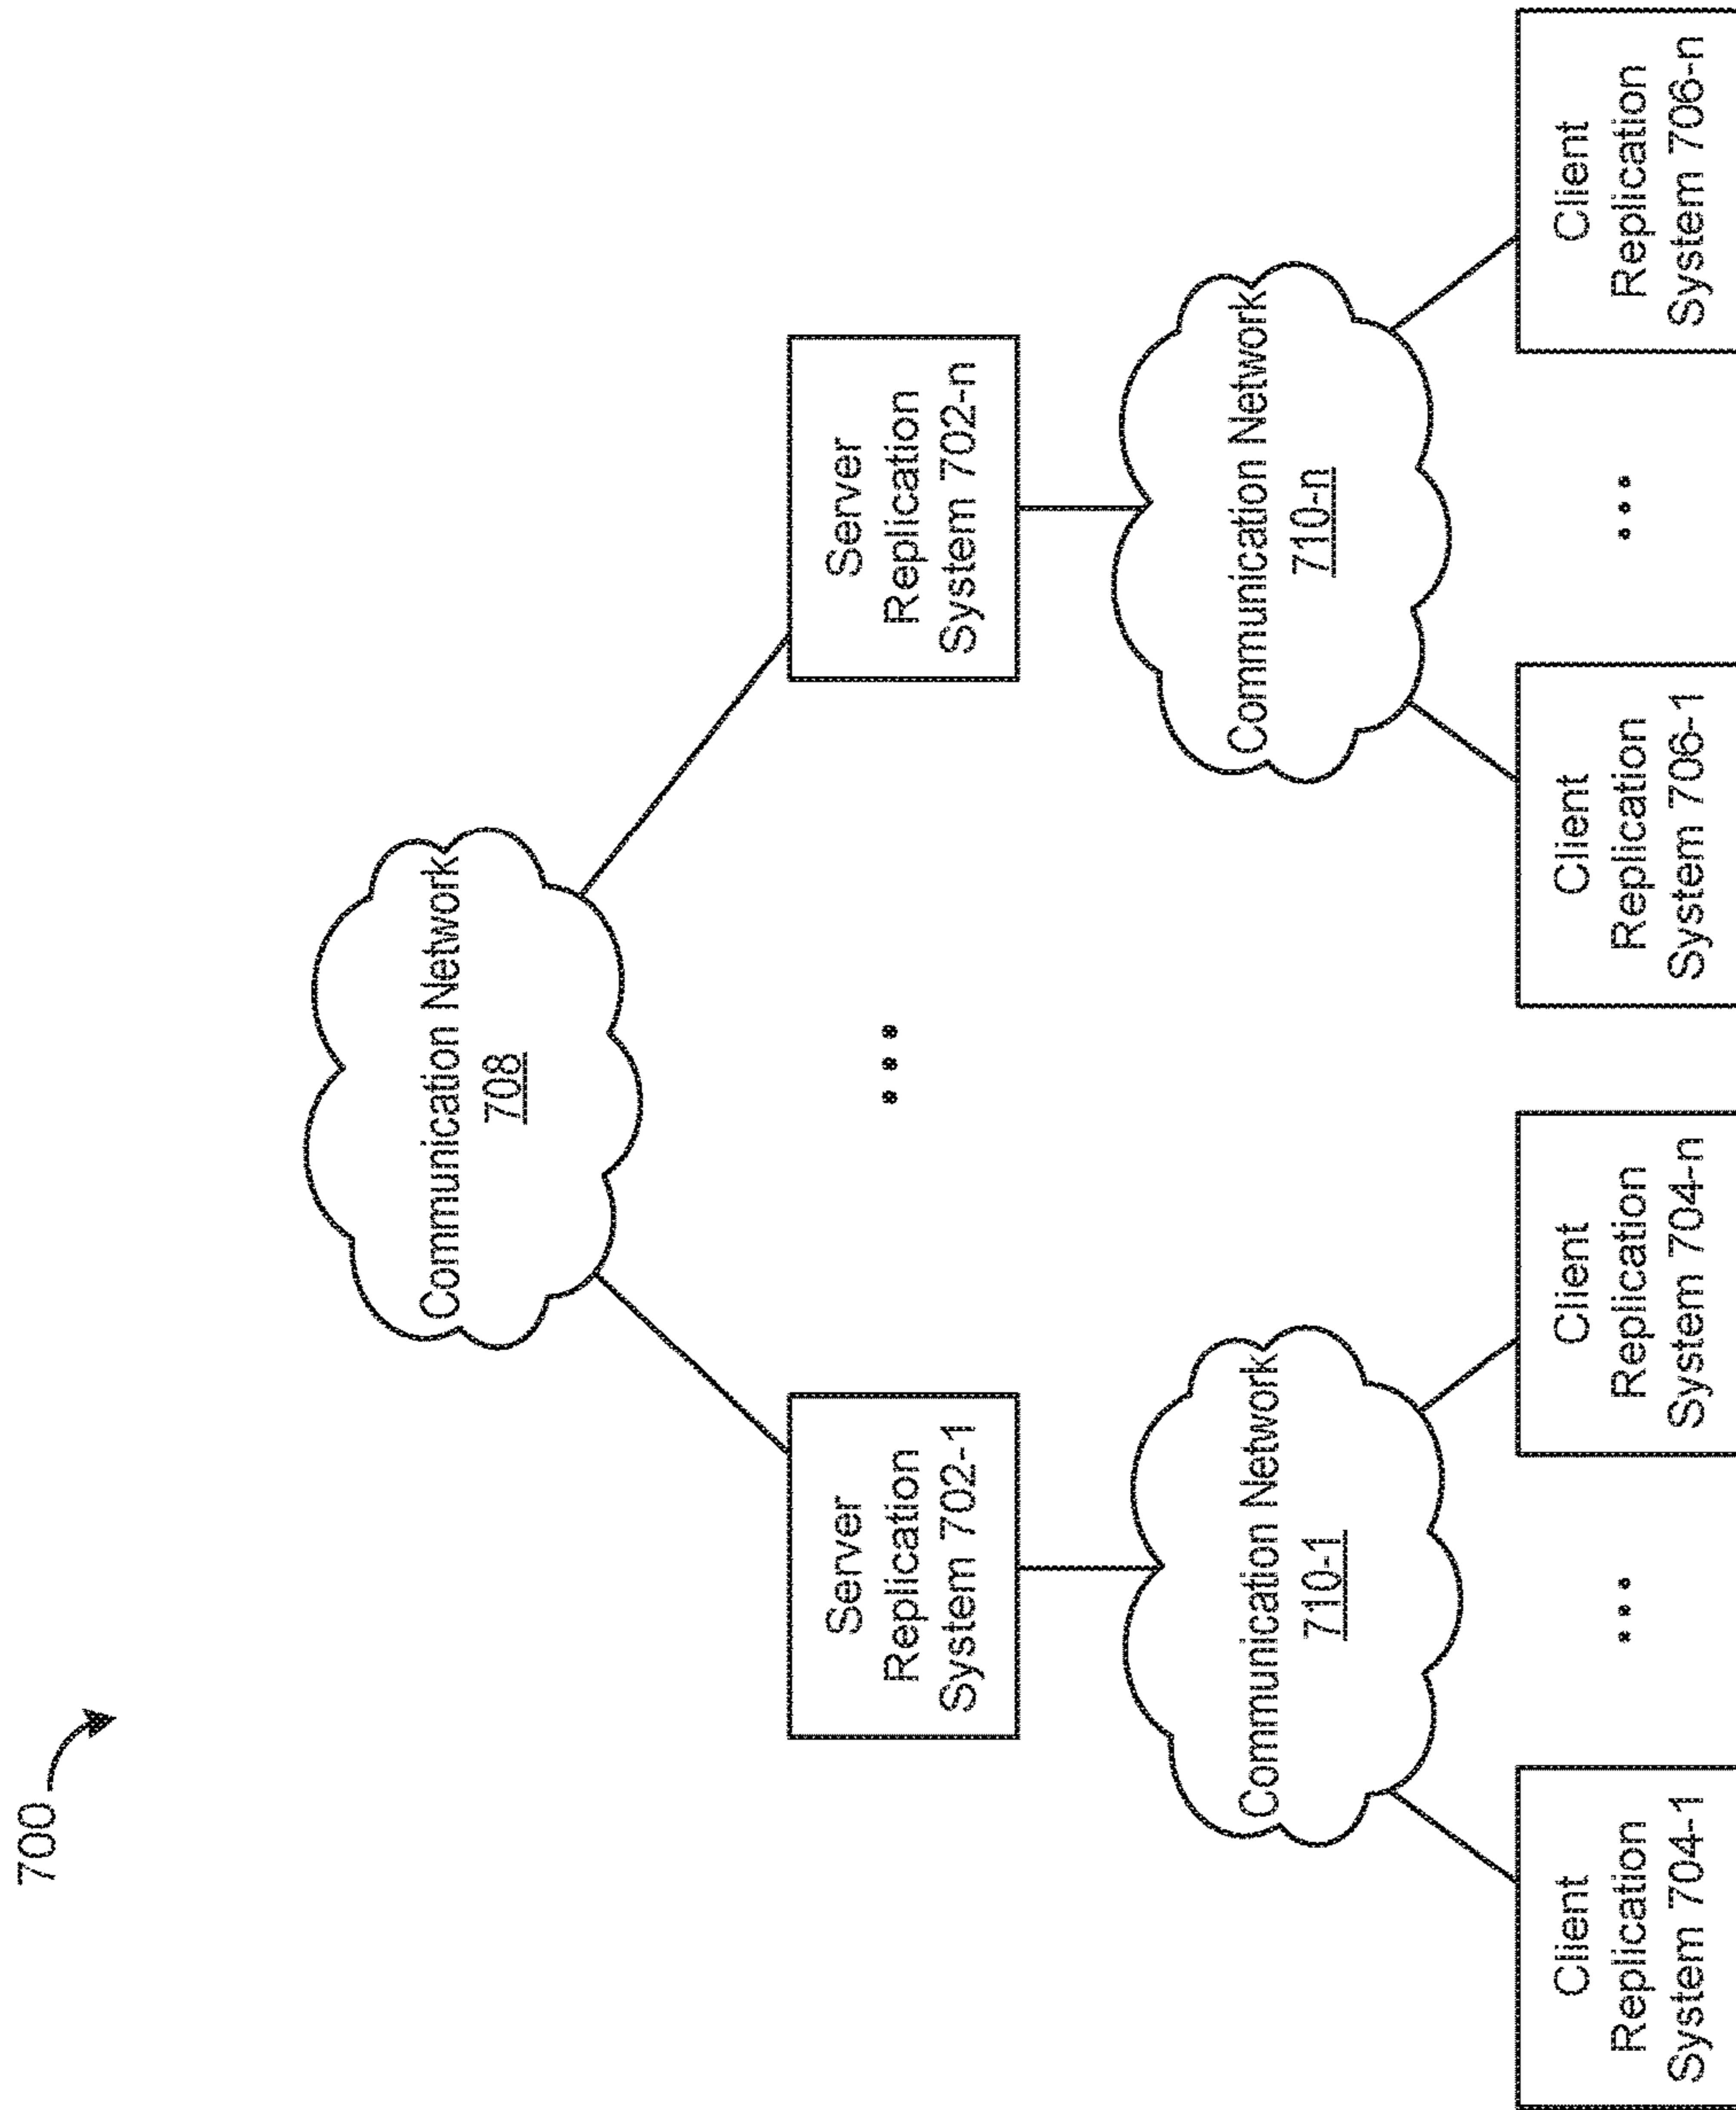 700
Communication Network
708
Server
Replication
System 702-1
...
Server
Replication
System 702-n
Communication Network
710-1
Communication Network
710-n
Client
Replication
System 704-1
...
Client
Replication
System 704-n
Client
Replication
System 706-1
...
Client
Replication
System 706-n